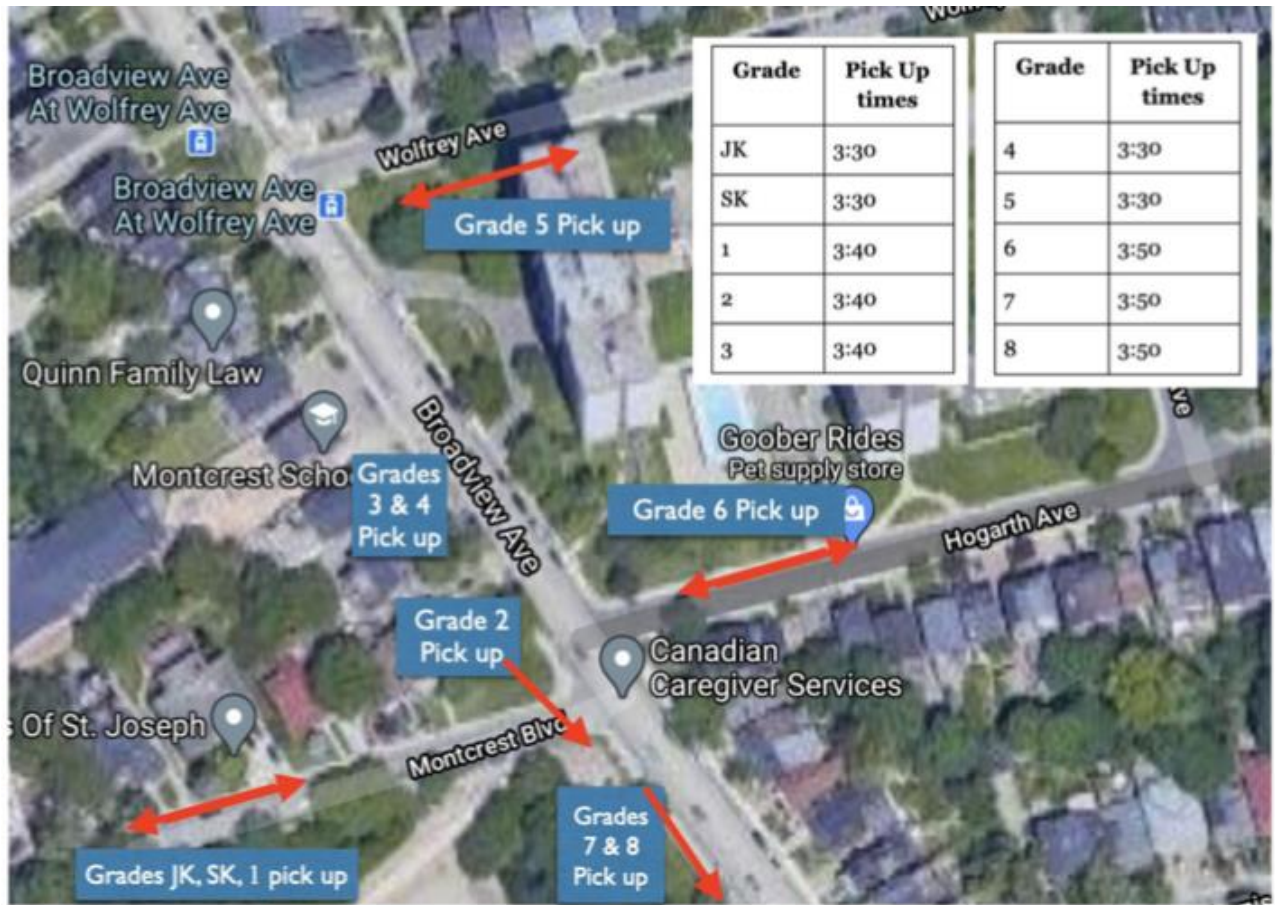 Broadview Ave
At Wolfrey Ave
Broadview Ave
At Wolfrey Ave
Wolfrey Ave
Grade 5 Pick up
Grade Pick Up
times
JK 3:30
SK 3:30
1 3:40
2 3:40
3 3:40
Grade Pick Up
times
4 3:30
5 3:30
6 3:50
7 3:50
8 3:50
Quinn Family Law
Montcrest Scho
Broadview Ave
Grades
3 & 4
Pick up
Goober Rides
Pet supply store
Grade 6 Pick up
Hogarth Ave
ve
Grade 2
Pick up
Canadian
Caregiver Services
s Of St. Joseph
Montcrest Blvd
Grades
7 & 8
Pick up
Grades JK, SK, 1 pick up